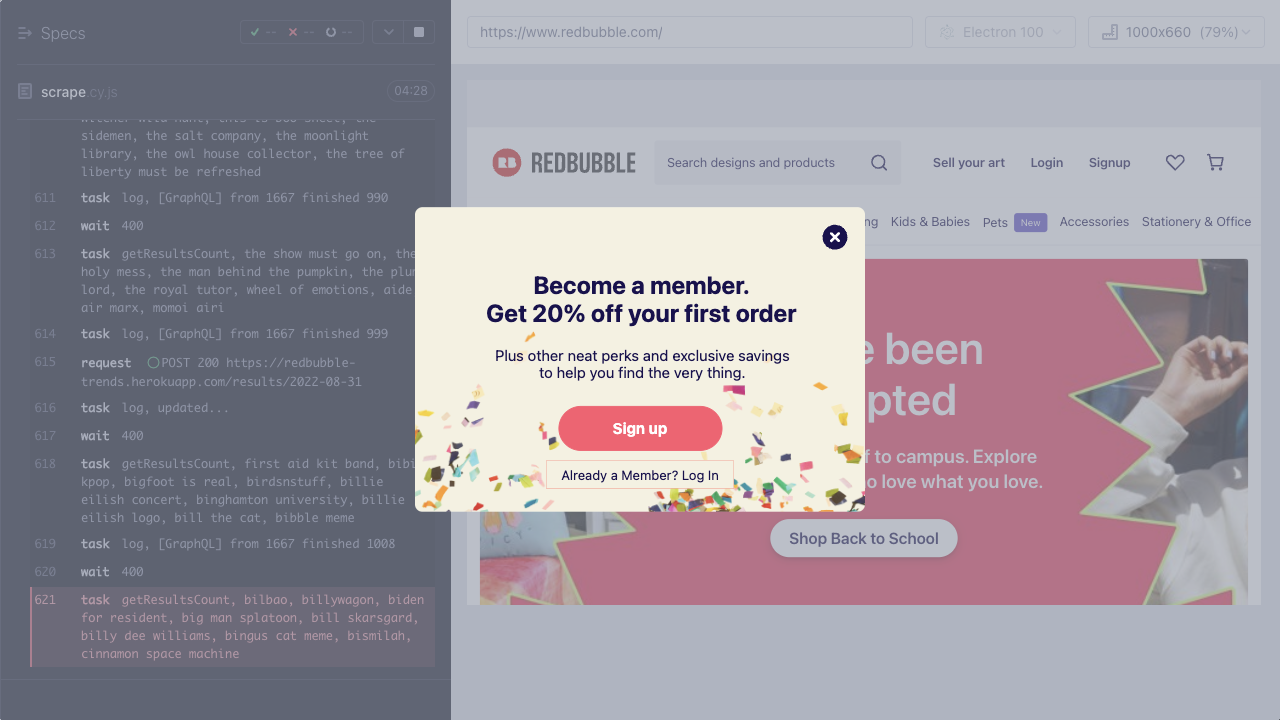 Specs
-- -- --
scrape.cy.js
04:28
sidemen, the salt company, the moonlight
library, the owl house collector, the tree of
liberty must be refreshed
611 task log, [GraphQL] from 1667 finished 990
612 wait 400
613 task getResultsCount, the show must go on, the
holy mess, the man behind the pumpkin, the plum
lord, the royal tutor, wheel of emotions, aide
air marx, momoi airi
614 task log, [GraphQL] from 1667 finished 999
615 request POST 200 https://redbubble-
trends.herokuapp.com/results/2022-08-31
616 task log, updated...
617 wait 400
618 task getResultsCount, first aid kit band, bibi
kpop, bigfoot is real, birdsnstuff, billie
eilish concert, binghamton university, billie
eilish logo, bill the cat, bibble meme
619 task log, [GraphQL] from 1667 finished 1008
620 wait 400
621 task getResultsCount, bilbao, billywagon, biden
for resident, big man splatoon, bill skarsgard,
billy dee williams, bingus cat meme, bismilah,
cinnamon space machine
https://www.redbubble.com/
Electron 100
1000x660 (79%)
RB REDBUBBLE
Search designs and products
Sell your art Login Signup
ng Kids & Babies Pets New Accessories Stationery & Office
Become a member.
Get 20% off your first order
Plus other neat perks and exclusive savings
to help you find the very thing.
Sign up
Already a Member? Log In
been
pted
to campus. Explore
o love what you love.
Shop Back to School